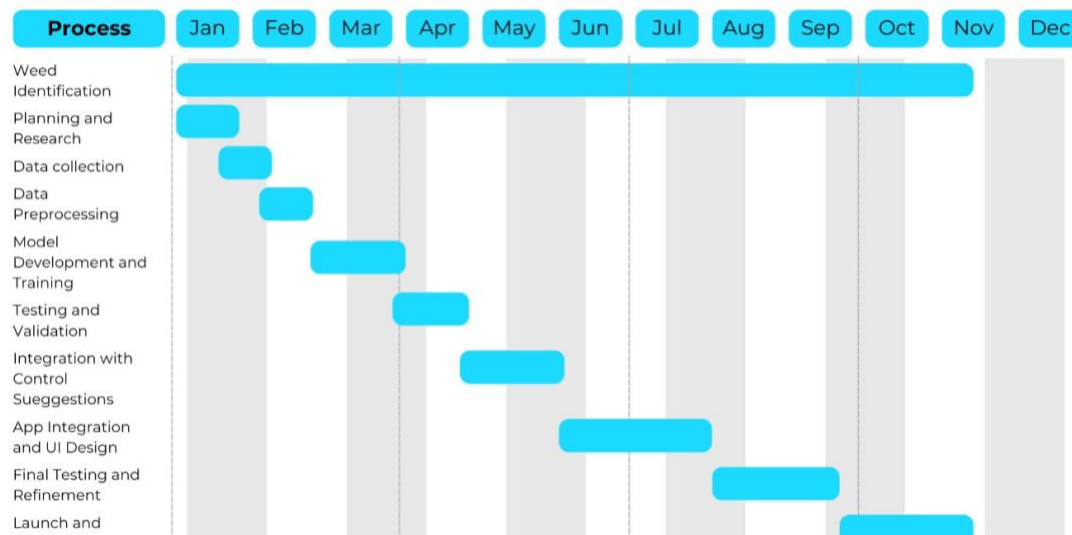 Process Jan Feb Mar Apr May Jun Jul Aug Sep Oct Nov Dec
Weed
Identification
Planning and
Research
Data collection
Data
Preprocessing
Model
Development and
Training
Testing and
Validation
Integration with
Control
Sueggestions
App Integration
and UI Design
Final Testing and
Refinement
Launch and